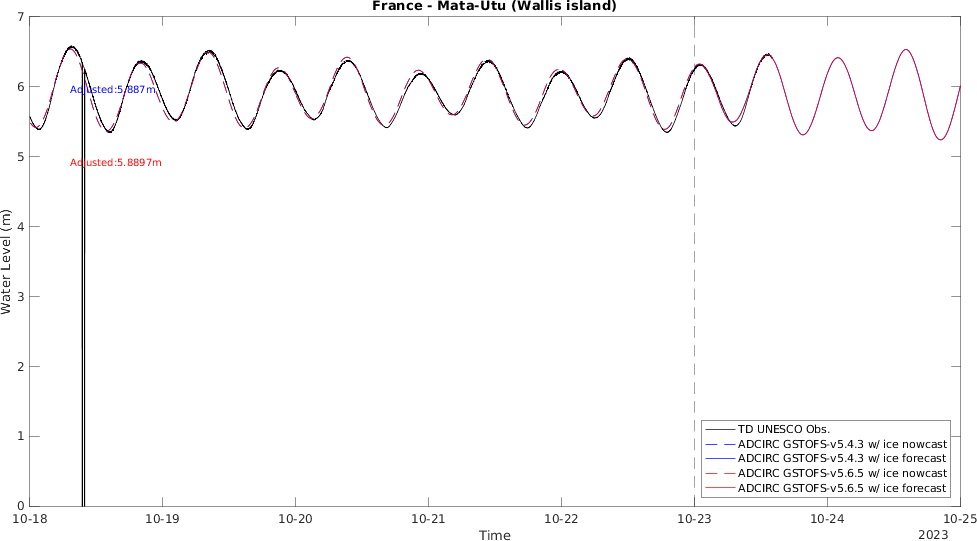 France - Mata-Utu (Wallis island)
7
6
5
4
3
2
1
0
Water Level (m)
Adjusted:5.887m
Adjusted:5.8897m
TD UNESCO Obs.
ADCIRC GSTOFS-v5.4.3 w/ ice nowcast
ADCIRC GSTOFS-v5.4.3 w/ ice forecast
ADCIRC GSTOFS-v5.6.5 w/ ice nowcast
ADCIRC GSTOFS-v5.6.5 w/ ice forecast
10-18 10-19 10-20 10-21 10-22 10-23 10-24 10-25
Time
2023